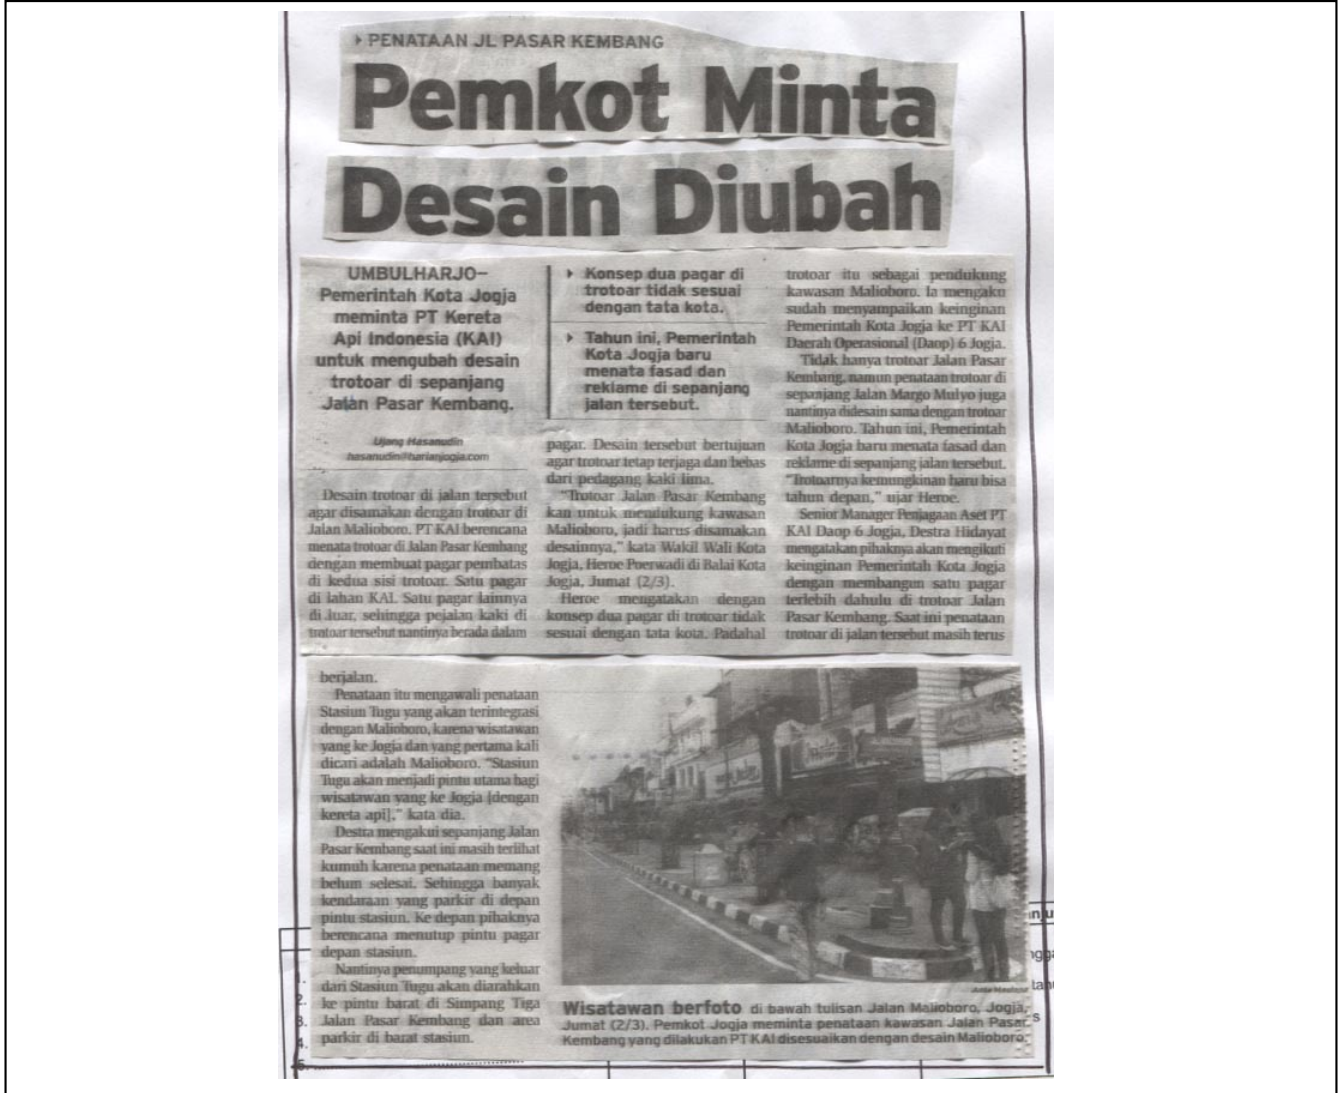 PENATAAN JL PASAR KEMBANG
Pemkot Minta
Desain Diubah
UMBULHARJO–
Pemerintah Kota Jogja
meminta PT Kereta
Api Indonesia (KAI)
untuk mengubah desain
trotoar di sepanjang
Jalan Pasar Kembang.
Ujang Hasanudin
hasanudin@harianjogja.com
Desain trotoar di jalan tersebut
agar disamakan dengan trotoar di
Jalan Malioboro. PT KAI berencana
menata trotoar di Jalan Pasar Kembang
dengan membuat pagar pembatas
di kedua sisi trotoar. Satu pagar
di lahan KAI. Satu pagar lainnya
di luar, sehingga pejalan kaki di
trotoar tersebut nantinya berada dalam
Konsep dua pagar di
trotoar tidak sesuai
dengan tata kota.
Tahun ini, Pemerintah
Kota Jogja baru
menata fasad dan
reklame di sepanjang
jalan tersebut.
pagar. Desain tersebut bertujuan
agar trotoar tetap terjaga dan bebas
dari pedagang kaki lima.
"Trotoar Jalan Pasar Kembang
kan untuk mendukung kawasan
Malioboro, jadi harus disamakan
desainnya," kata Wakil Wali Kota
Jogja, Heroe Poerwadi di Balai Kota
Jogja, Jumat (2/3).
Heroe mengatakan dengan
konsep dua pagar di trotoar tidak
sesuai dengan tata kota. Padahal
trotoar itu sebagai pendukung
kawasan Malioboro. Ia mengaku
sudah menyampaikan keinginan
Pemerintah Kota Jogja ke PT KAI
Daerah Operasional (Daop) 6 Jogja.
Tidak hanya trotoar Jalan Pasar
Kembang, namun penataan trotoar di
sepanjang Jalan Margo Mulyo juga
nantinya didesain sama dengan trotoar
Malioboro. Tahun ini, Pemerintah
Kota Jogja baru menata fasad dan
reklame di sepanjang jalan tersebut.
"Trotoarnya kemungkinan baru bisa
tahun depan," ujar Heroe.
Senior Manager Penjagaan Aset PT
KAI Daop 6 Jogja, Destra Hidayat
mengatakan pihaknya akan mengikuti
keinginan Pemerintah Kota Jogja
dengan membangun satu pagar
terlebih dahulu di trotoar Jalan
Pasar Kembang. Saat ini penataan
trotoar di jalan tersebut masih terus
berjalan.
Penataan itu mengawali penataan
Stasiun Tugu yang akan terintegrasi
dengan Malioboro, karena wisatawan
yang ke Jogja dan yang pertama kali
dicari adalah Malioboro. "Stasiun
Tugu akan menjadi pintu utama bagi
wisatawan yang ke Jogja [dengan
kereta api]," kata dia.
Destra mengakui sepanjang Jalan
Pasar Kembang saat ini masih terlihat
kumuh karena penataan memang
belum selesai. Sehingga banyak
kendaraan yang parkir di depan
pintu stasiun. Ke depan pihaknya
berencana menutup pintu pagar
depan stasiun.
Nantinya penumpang yang keluar
dari Stasiun Tugu akan diarahkan
ke pintu barat di Simpang Tiga
Jalan Pasar Kembang dan area
parkir di barat stasiun.
Wisatawan berfoto di bawah tulisan Jalan Malioboro, Jogja,
Jumat (2/3). Pemkot Jogja meminta penataan kawasan Jalan Pasar
Kembang yang dilakukan PT KAI disesuaikan dengan desain Malioboro.
1.
2.
3.
4.
5.